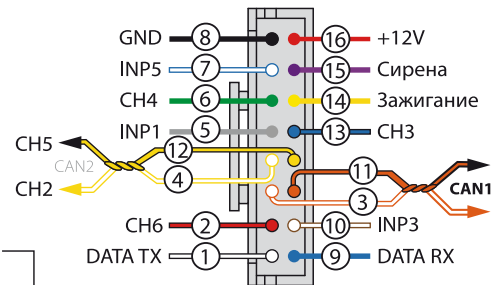 GND 8 16 +12V
INP5 7 15 Сирена
CH4 6 14 Зажигание
INP1 5 13 CH3
CH5 12
CAN2 11
CH2 4 CAN1
3
CH6 2 10 INP3
DATA TX 1 9 DATA RX